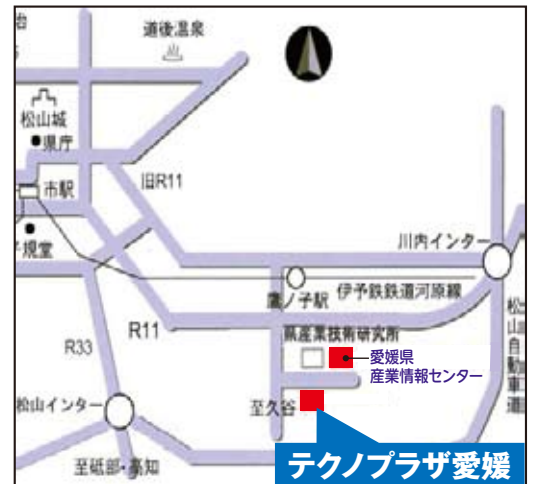 治
道後温泉
松山城
県庁
市駅
旧R11
規堂
川内インター
鷹ノ子駅
伊予鉄鉄道河原線
R11
県産業技術研究所
R33
愛媛県
産業情報センター
松山自動車道
松山インター
至久谷
至砥部・高知
テクノプラザ愛媛